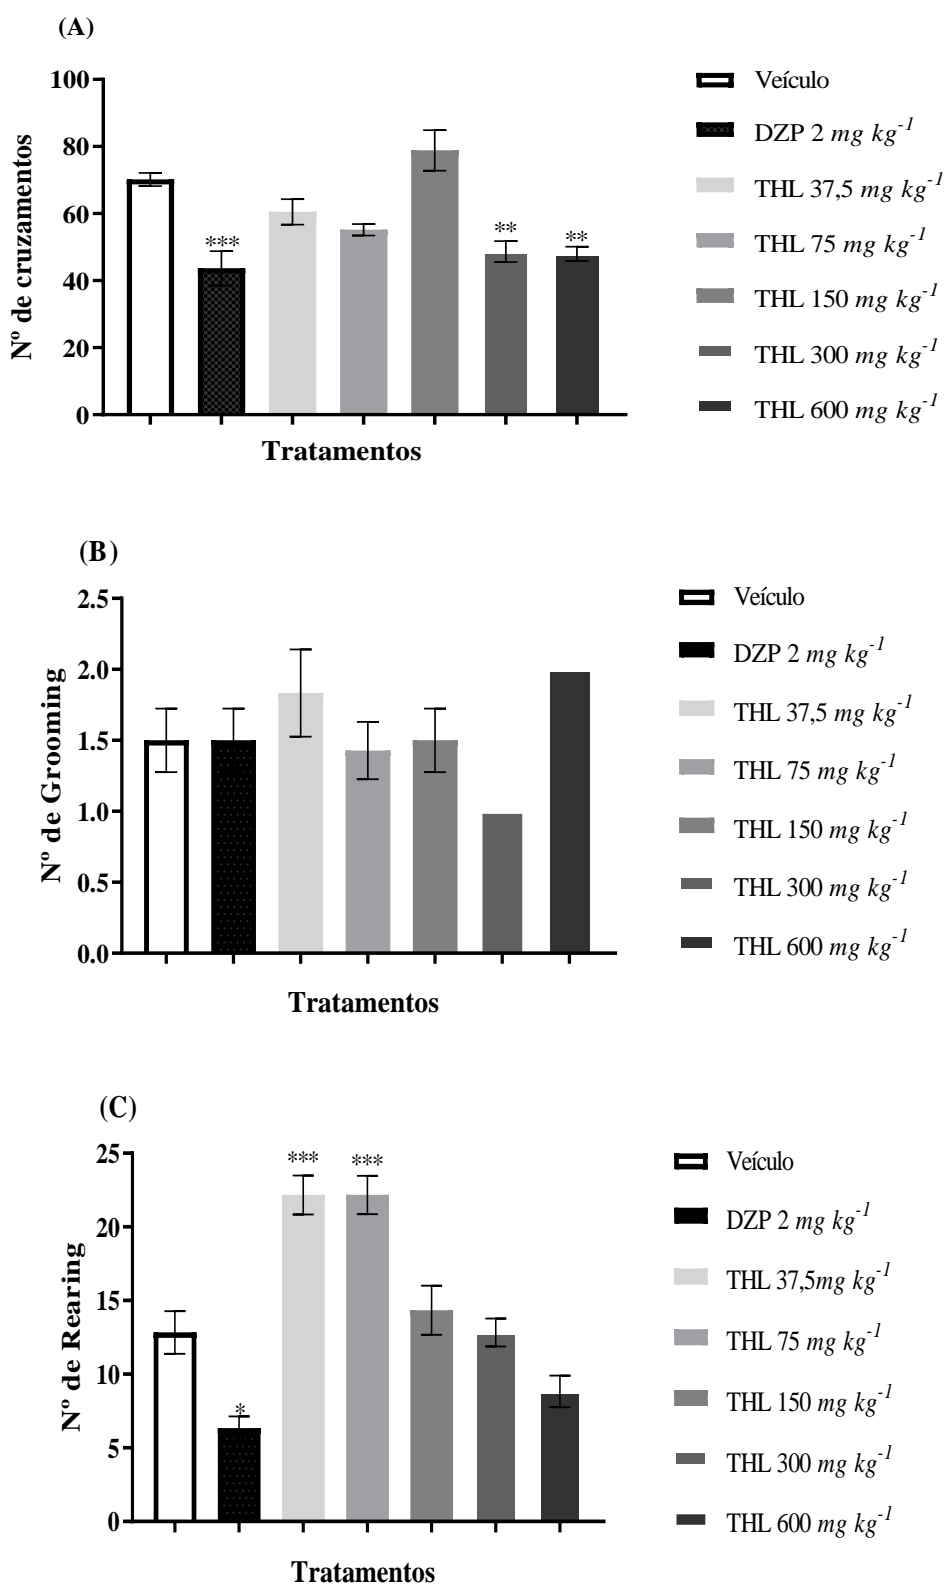 (A)
100
80
60
40
20
0
Nº de cruzamentos
***
**
**
Tratamentos
Veículo
DZP 2 mg kg-1
THL 37,5 mg kg-1
THL 75 mg kg-1
THL 150 mg kg-1
THL 300 mg kg-1
THL 600 mg kg-1
(B)
2.5
2.0
1.5
1.0
0.5
0.0
Nº de Grooming
Tratamentos
Veículo
DZP 2 mg kg-1
THL 37,5 mg kg-1
THL 75 mg kg-1
THL 150 mg kg-1
THL 300 mg kg-1
THL 600 mg kg-1
(C)
25
20
15
10
5
0
Nº de Rearing
*
***
***
Tratamentos
Veículo
DZP 2 mg kg-1
THL 37,5mg kg-1
THL 75 mg kg-1
THL 150 mg kg-1
THL 300 mg kg-1
THL 600 mg kg-1